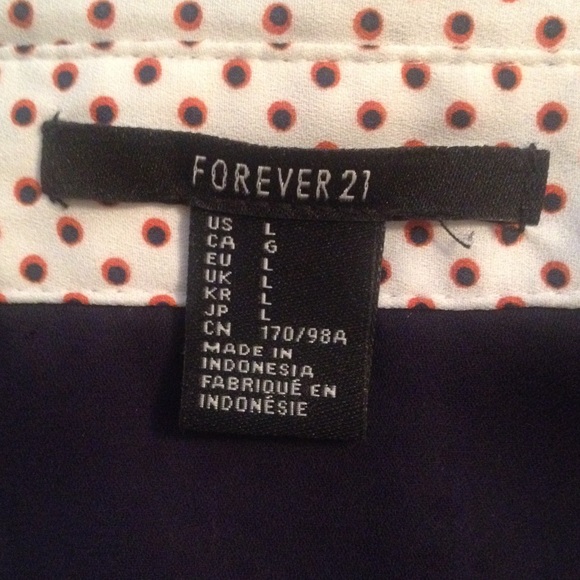 FOREVER 21
US L
CA G
EU L
UK L
KR L
JP L
CN 170/98A
MADE IN
INDONESIA
FABRIQUÉ EN
INDONÉSIE